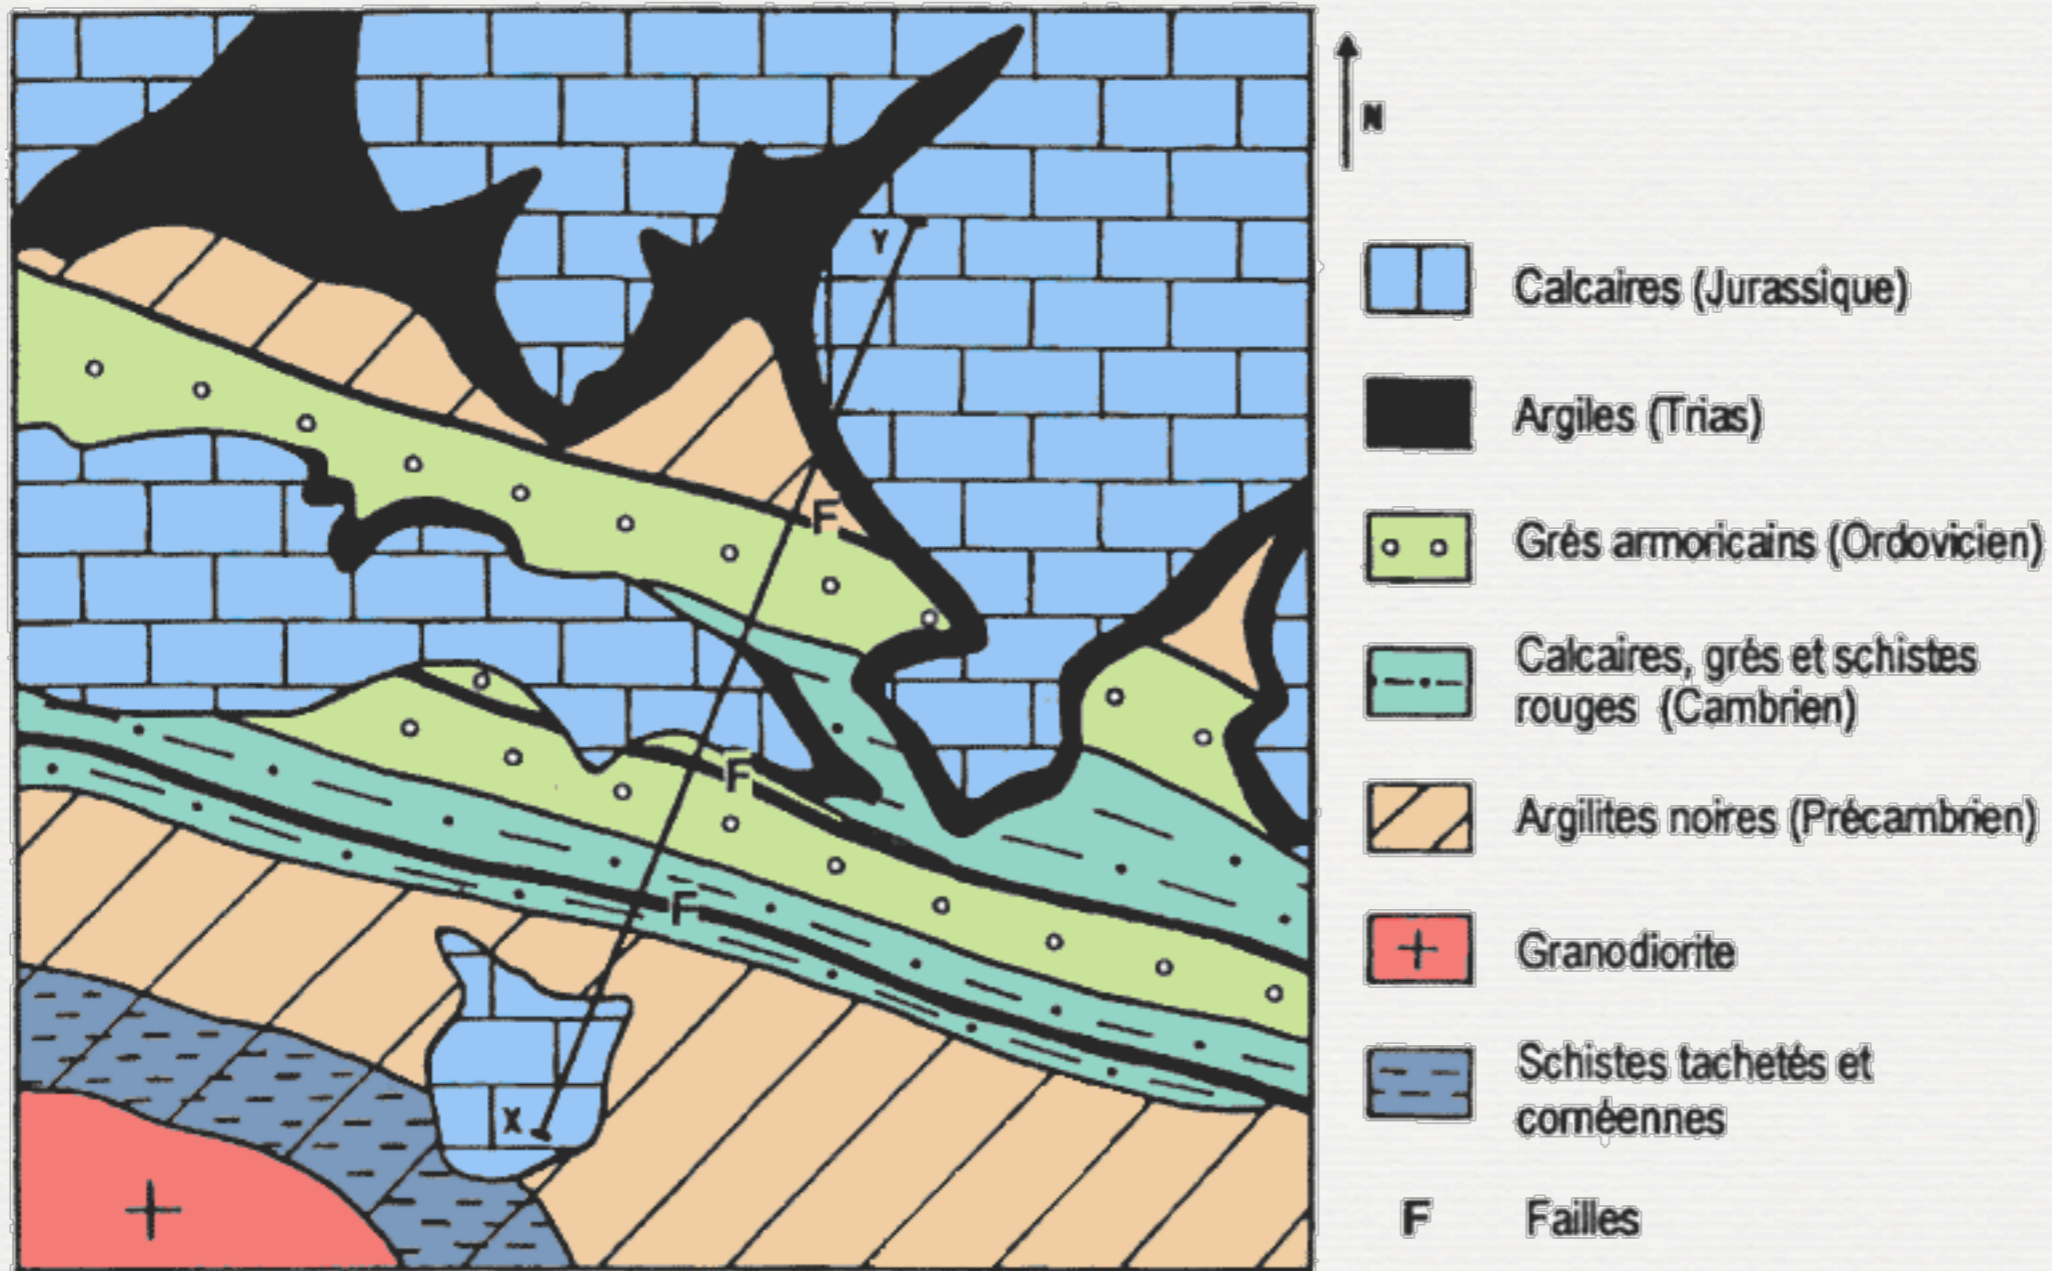 N
Y
F
F
F
X
Calcaires (Jurassique)
Argiles (Trias)
Grès armoricains (Ordovicien)
Calcaires, grès et schistes
rouges (Cambrien)
Argilites noires (Précambrien)
Granodiorite
Schistes tachetés et
cornéennes
F Failles